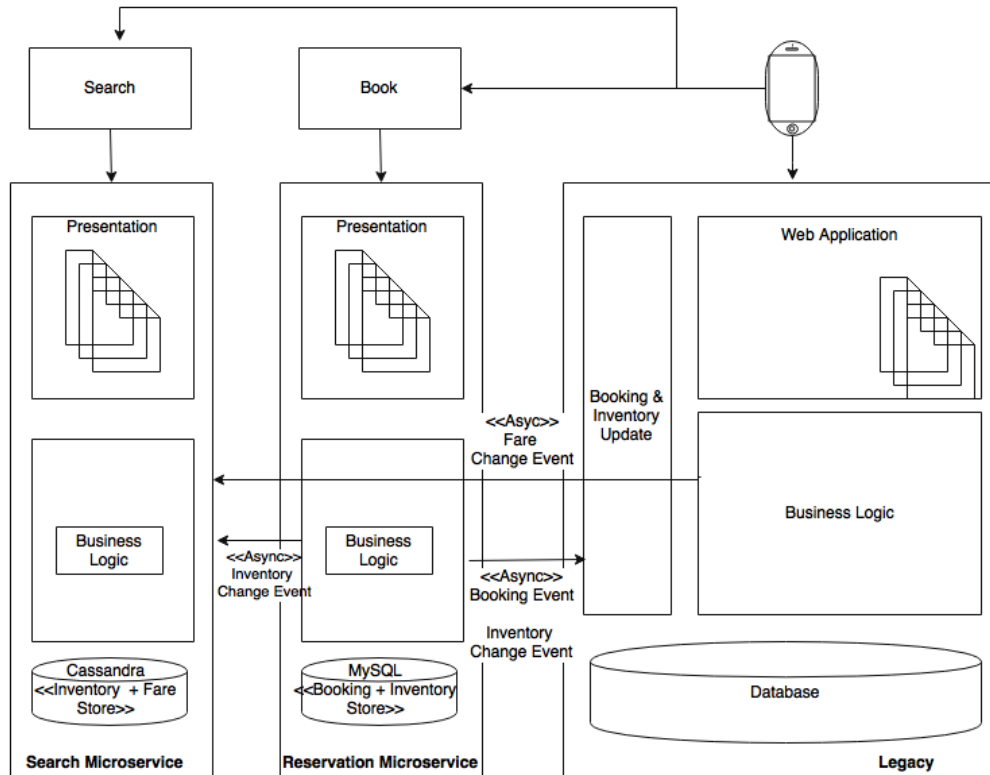 Search
Book
Presentation
Presentation
Web Application
Booking &
Inventory
Update
<<Asyc>>
Fare
Change Event
Business Logic
Business
Logic
<<Async>>
Inventory
Change Event
Business
Logic
<<Async>>
Booking Event
Inventory
Change Event
Cassandra
<<Inventory + Fare
Store>>
MySQL
<<Booking + Inventory
Store>>
Database
Search Microservice
Reservation Microservice
Legacy